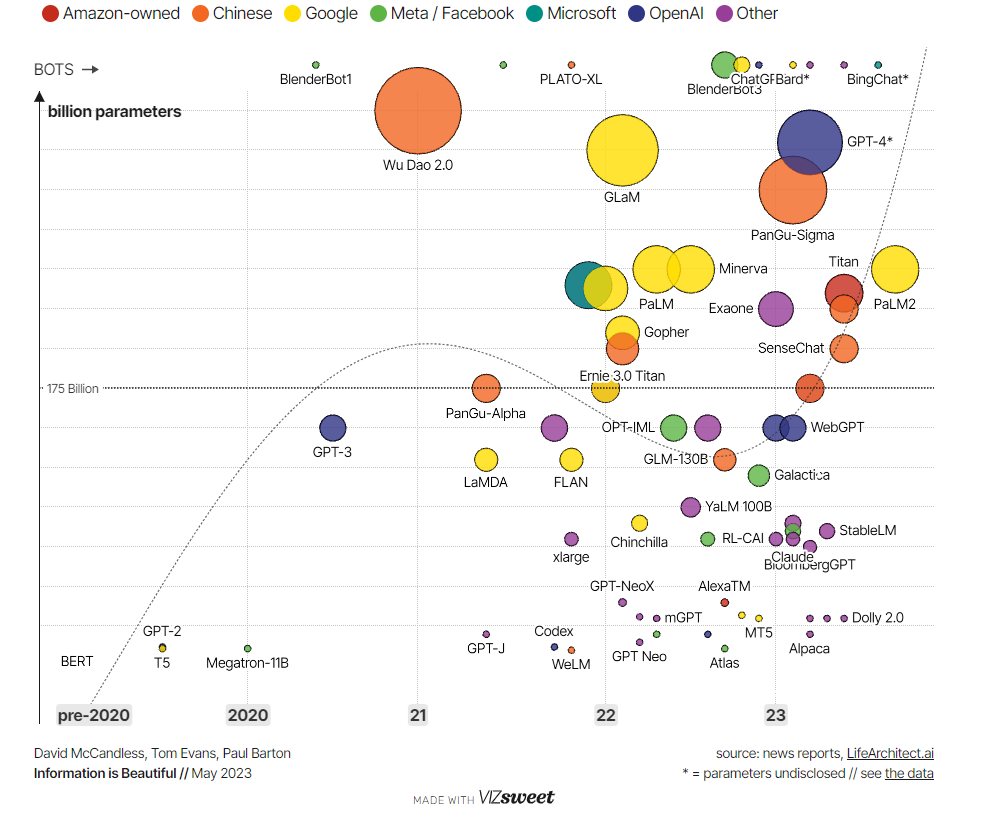 Amazon-owned Chinese Google Meta / Facebook Microsoft OpenAI Other
BOTS →
BlenderBot1
PLATO-XL
BlenderBot3
ChatGP
Bard*
BingChat*
billion parameters
Wu Dao 2.0
GLaM
GPT-4*
PanGu-Sigma
Titan
Minerva
PaLM
Exaone
PaLM2
Gopher
SenseChat
Ernie 3.0 Titan
175 Billion
PanGu-Alpha
GPT-3
OPT-IML
WebGPT
LaMDA
FLAN
GLM-130B
Galactica
YaLM 100B
Chinchilla
RL-CAI
StableLM
xlarge
Claude
BloombergGPT
GPT-NeoX
AlexaTM
mGPT
MT5
Dolly 2.0
GPT-2
GPT-J
Codex
GPT Neo
Alpaca
BERT
T5
Megatron-11B
WeLM
Atlas
pre-2020 2020 21 22 23
David McCandless, Tom Evans, Paul Barton
Information is Beautiful // May 2023
source: news reports, LifeArchitect.ai
* = parameters undisclosed // see the data
MADE WITH VIZsweet